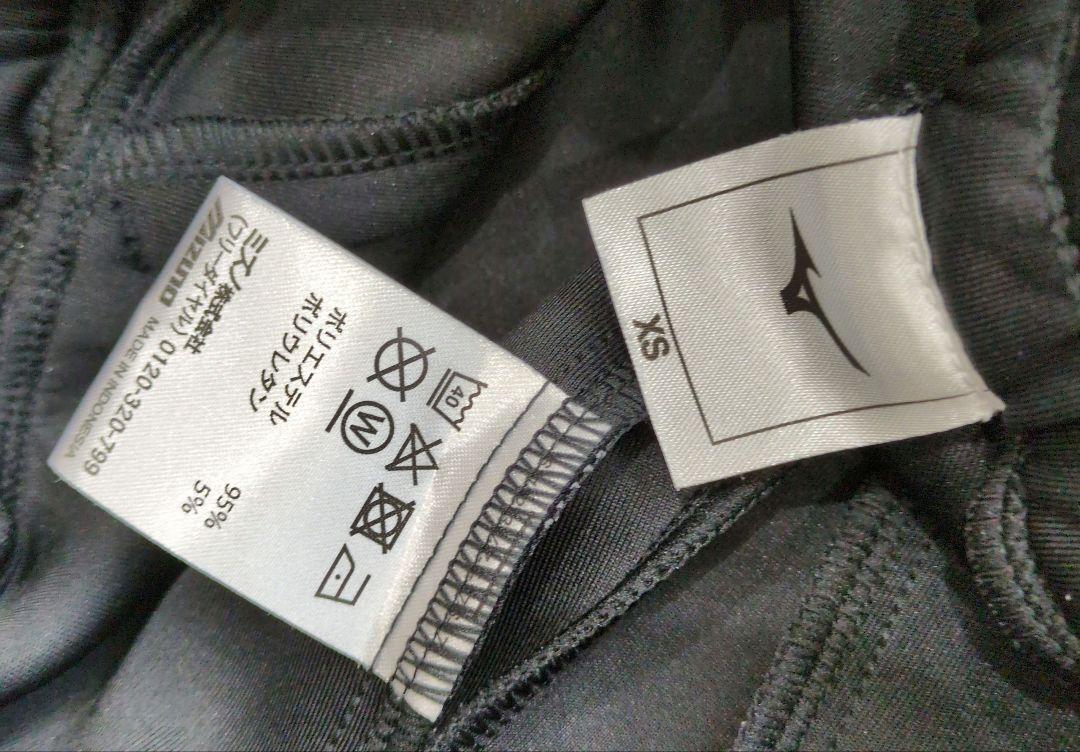 40
W
ポリエステル 95%
ポリウレタン 5%
ミズノ株式会社
(フリーダイヤル) 0120-320-799
MIZUNO MADE IN INDONESIA
XS